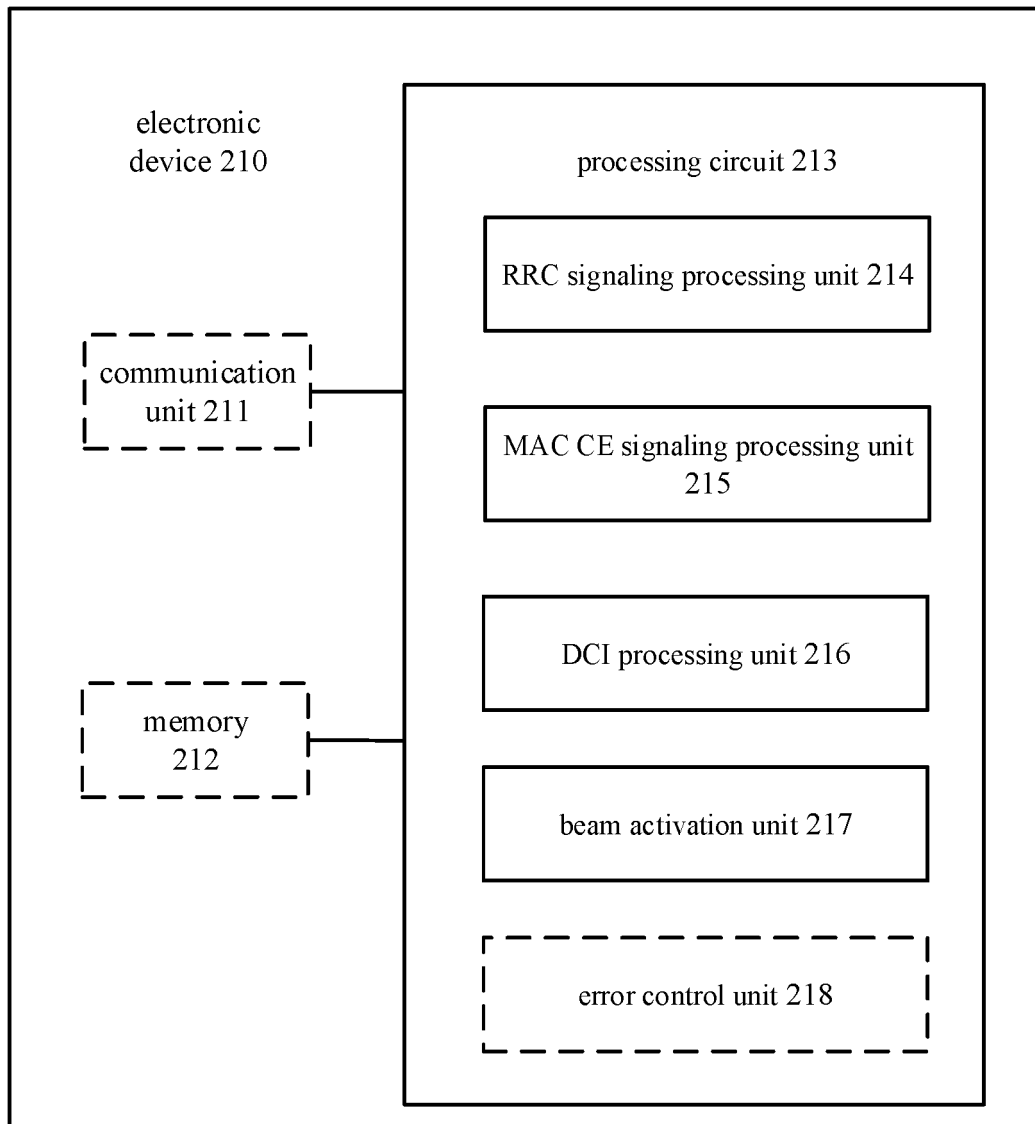 electronic
device 210
processing circuit 213
RRC signaling processing unit 214
communication
unit 211
MAC CE signaling processing unit
215
DCI processing unit 216
memory
212
beam activation unit 217
error control unit 218